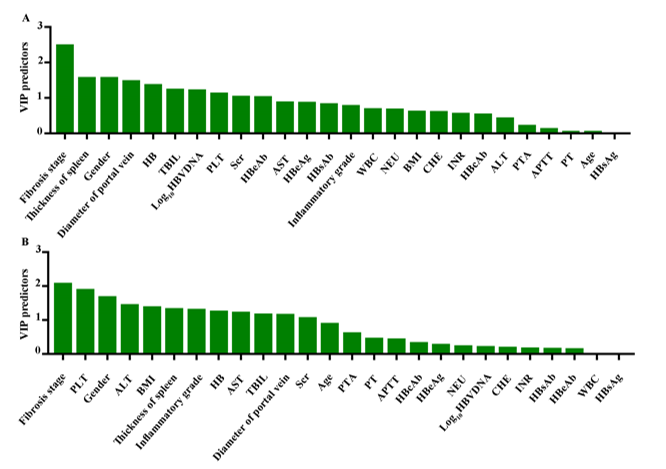 A
VIP predictors
3
2
1
0
Fibrosis stage
Thickness of spleen
Gender
Diameter of portal vein
HB
TBIL
Log₁₀HBVDNA
PLT
Scr
HBeAb
AST
HBeAg
HBsAb
Inflammatory grade
WBC
NEU
BMI
CHE
INR
HBcAb
ALT
PTA
APTT
PT
Age
HBsAg
B
VIP predictors
3
2
1
0
Fibrosis stage
PLT
Gender
ALT
BMI
Thickness of spleen
Inflammatory grade
HB
AST
TBIL
Diameter of portal vein
Scr
Age
PTA
PT
APTT
HBcAb
HBeAg
NEU
Log₁₀HBVDNA
CHE
INR
HBsAb
HBeAb
WBC
HBsAg